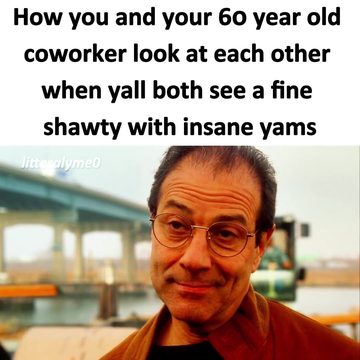 How you and your 60 year old
coworker look at each other
when yall both see a fine
shawty with insane yams
litteralyme0